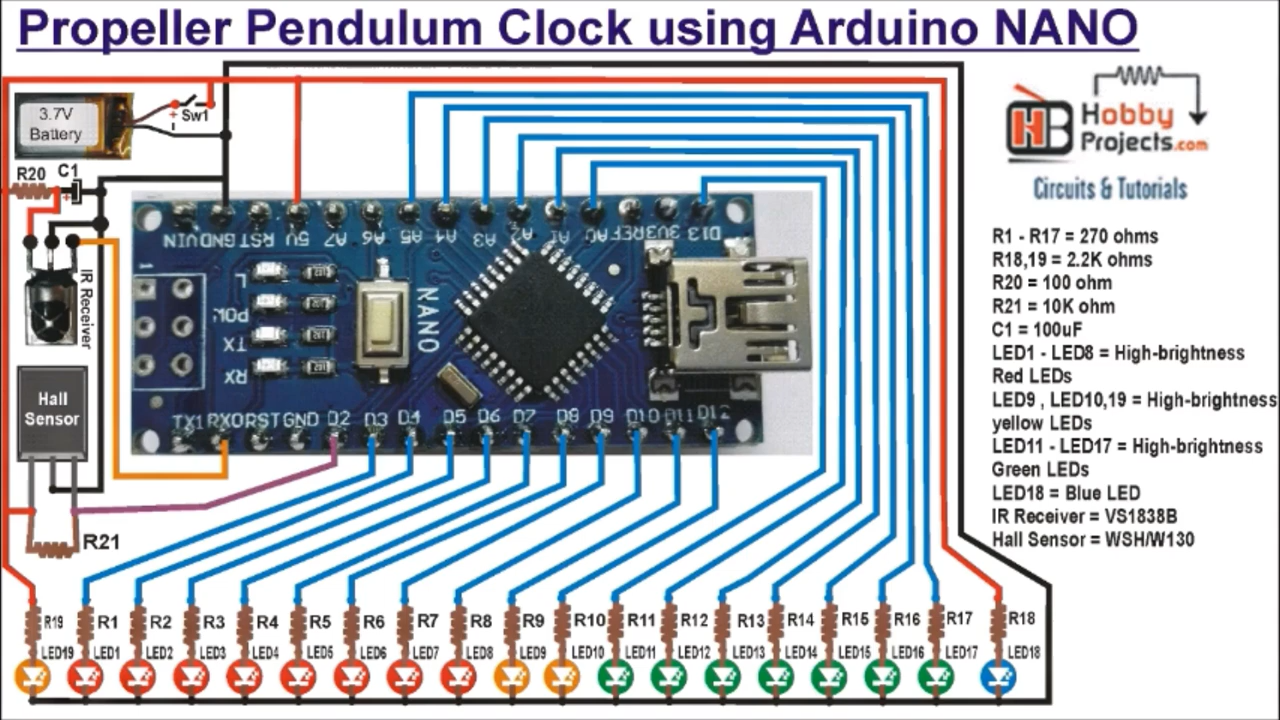 Propeller Pendulum Clock using Arduino NANO
3.7V
Battery
Sw1
+
-
R20
C1
+
IR Receiver
Hall
Sensor
R21
Hobby
Projects.com
HB
Circuits & Tutorials
VIN GND RST 5V A7 A6 A5 A4 A3 A2 A1 A0 REF 3V3 D13
1
L
POW
TX
RX
NANO
TX1 RX0 RST GND D2 D3 D4 D5 D6 D7 D8 D9 D10 D11 D12
R1 - R17 = 270 ohms
R18,19 = 2.2K ohms
R20 = 100 ohm
R21 = 10K ohm
C1 = 100uF
LED1 - LED8 = High-brightness
Red LEDs
LED9 , LED10,19 = High-brightness
yellow LEDs
LED11 - LED17 = High-brightness
Green LEDs
LED18 = Blue LED
IR Receiver = VS1838B
Hall Sensor = WSH/W130
R19 R1 R2 R3 R4 R5 R6 R7 R8 R9 R10 R11 R12 R13 R14 R15 R16 R17 R18
LED19 LED1 LED2 LED3 LED4 LED5 LED6 LED7 LED8 LED9 LED10 LED11 LED12 LED13 LED14 LED15 LED16 LED17 LED18